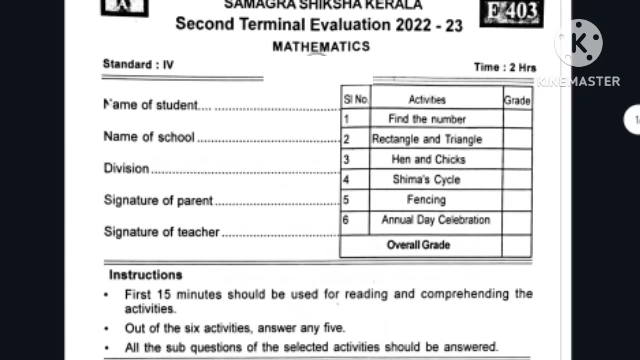 A
SAMAGRA SHIKSHA KERALA
E 403
Second Terminal Evaluation 2022 - 23
MATHEMATICS
Standard : IV
Time : 2 Hrs
KINEMASTER
Name of student....
Name of school
Division
Signature of parent
Signature of teacher
Sl No. Activities Grade
1 Find the number
2 Rectangle and Triangle
3 Hen and Chicks
4 Shima's Cycle
5 Fencing
6 Annual Day Celebration
Overall Grade
Instructions
• First 15 minutes should be used for reading and comprehending the
activities.
• Out of the six activities, answer any five.
• All the sub questions of the selected activities should be answered.